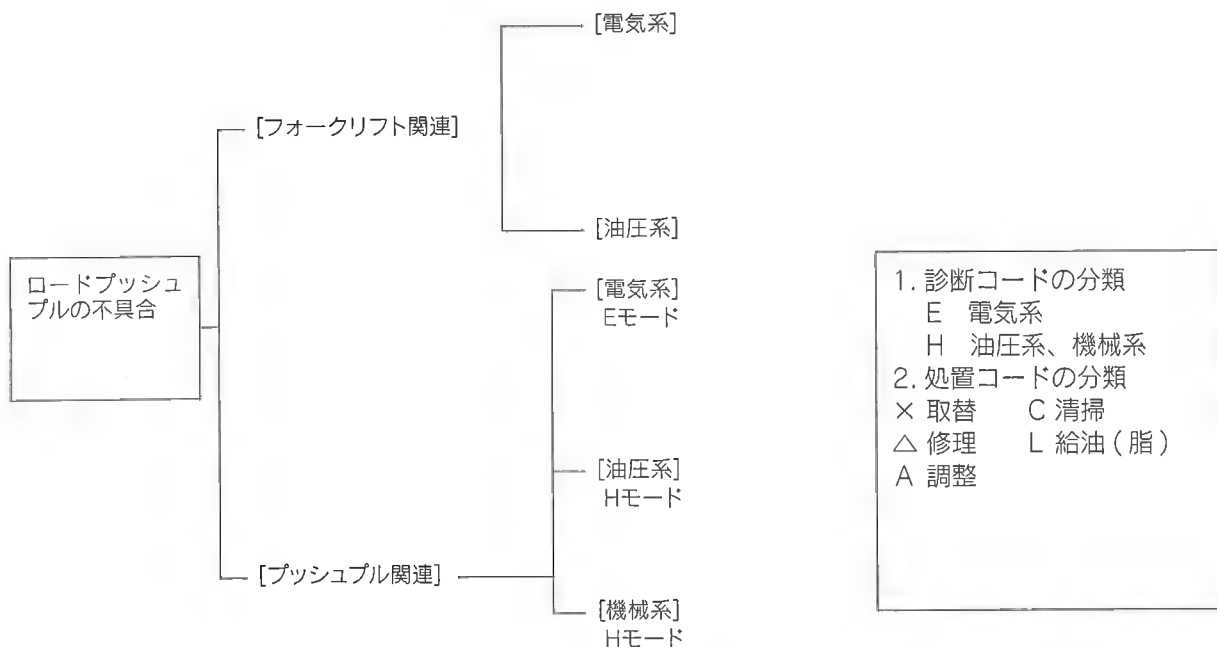 [電気系]
[フォークリフト関連]
[油圧系]
ロードプッシュ
プルの不具合
[電気系]
Eモード
[油圧系]
Hモード
[プッシュプル関連]
[機械系]
Hモード
1. 診断コードの分類
E 電気系
H 油圧系、機械系
2. 処置コードの分類
× 取替 C 清掃
△ 修理 L 給油(脂)
A 調整